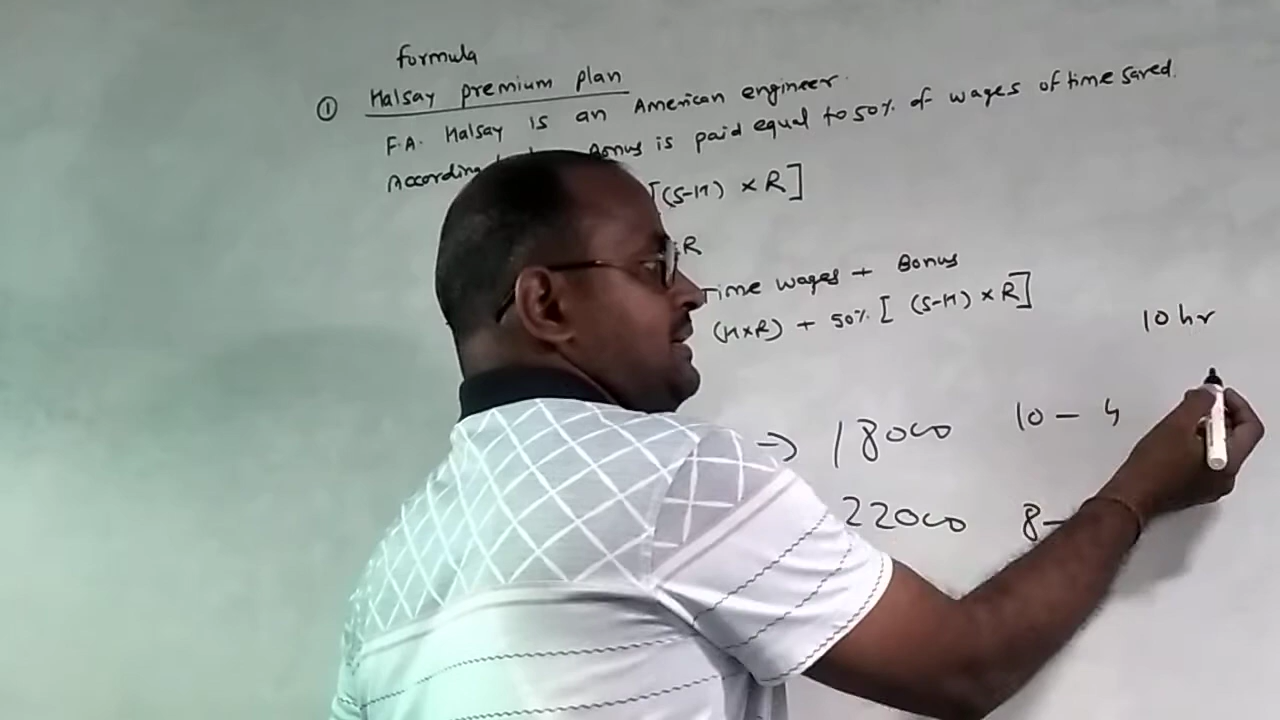 formula
① Halsay premium plan
F.A. Halsay is an American engineer.
According Bonus is paid equal to 50% of wages of time saved.
[(S-H) × R]
R
Time wages + Bonus
(H×R) + 50% [ (S-H) × R]
10 hr
→ 18000 10 - 4
22000 8-